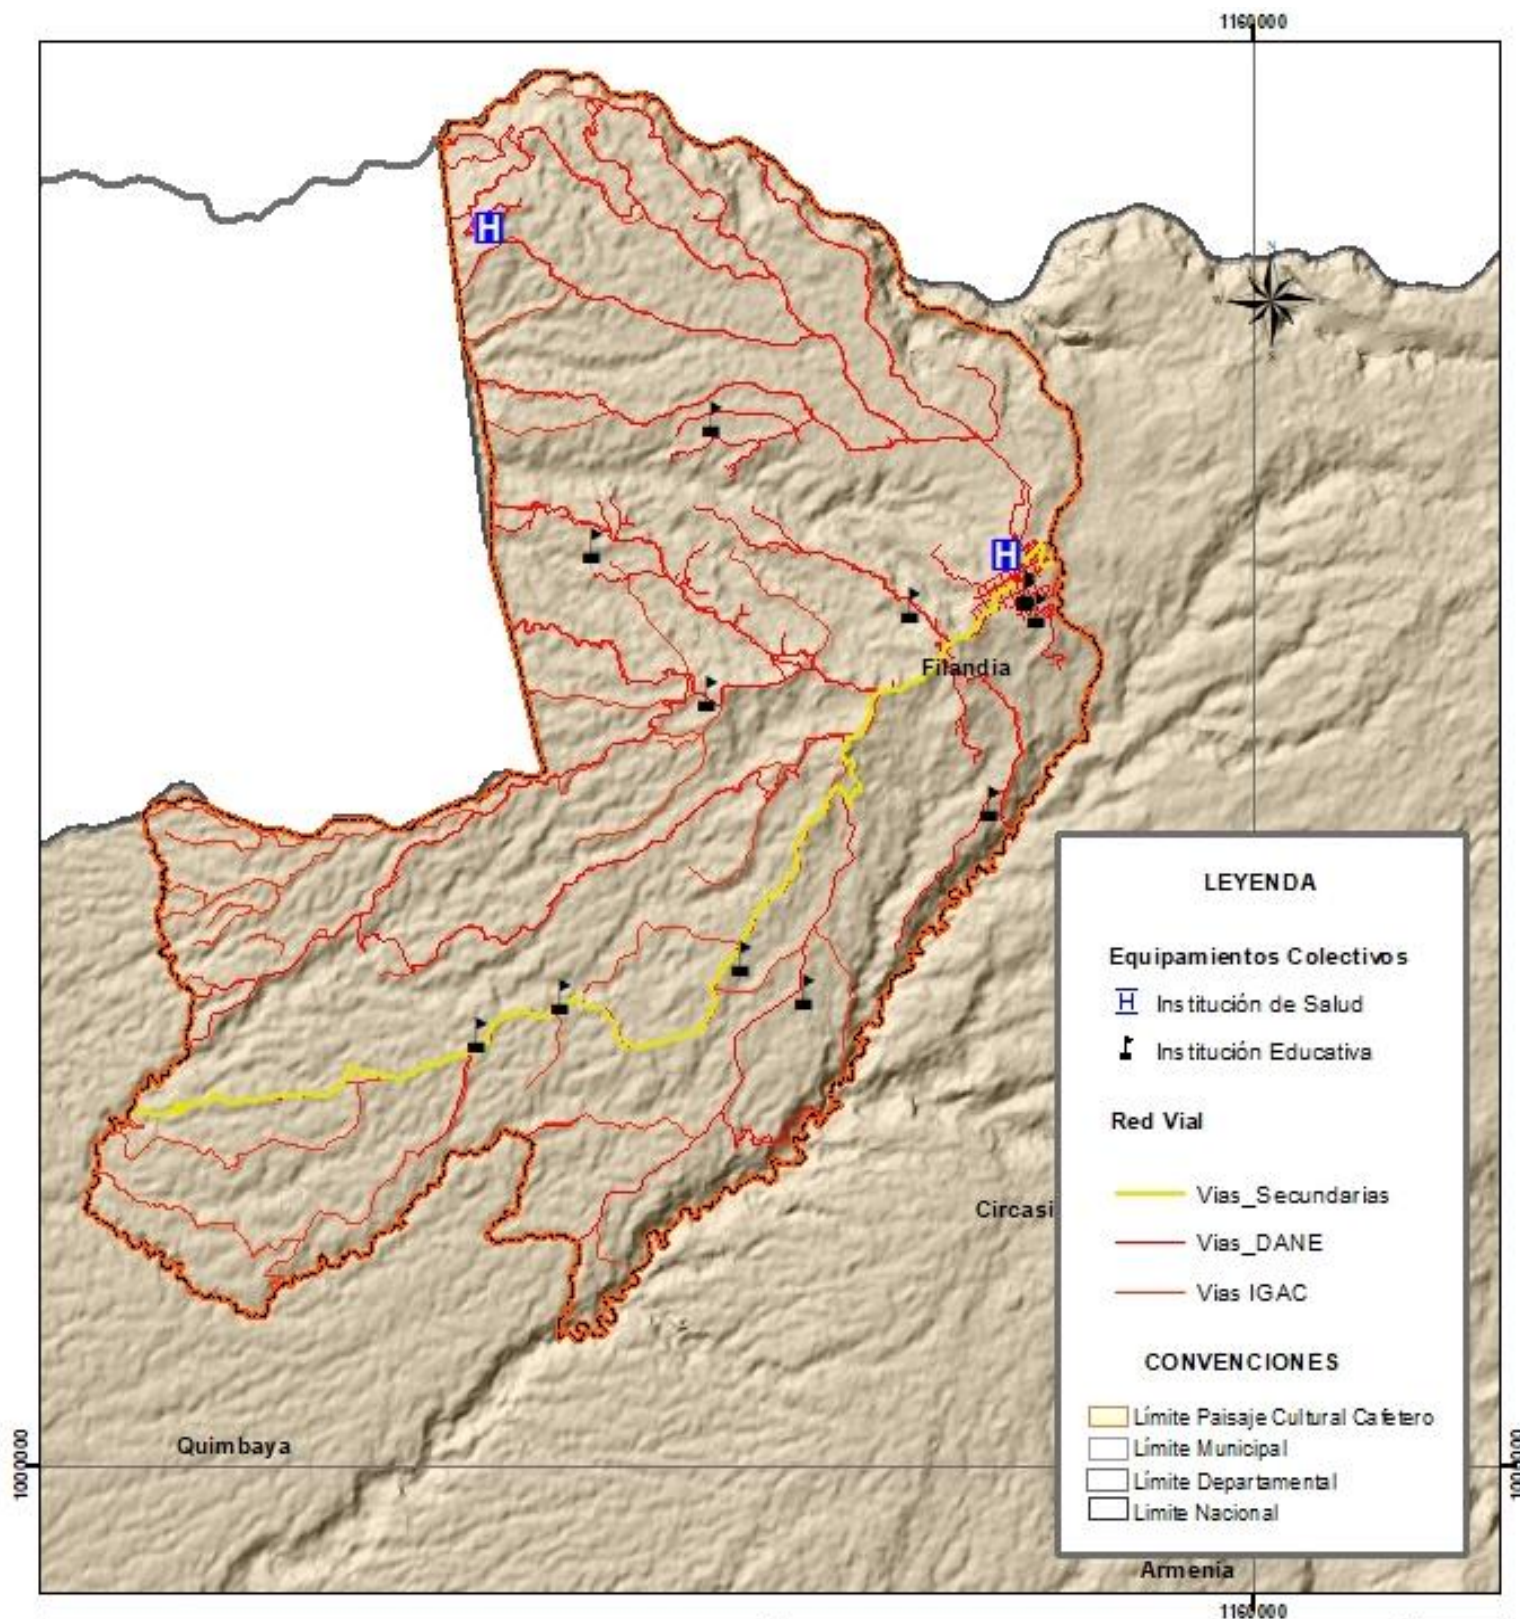 1160000
H
N
W
S
H
Filandia
LEYENDA
Equipamientos Colectivos
H Institución de Salud
Institución Educativa
Red Vial
Vias_Secundarias
Circasi
Vias_DANE
Vias IGAC
CONVENCIONES
Límite Paisaje Cultural Cafetero
Límite Municipal
Límite Departamental
Límite Nacional
Quimbaya
1000000
1000000
Armenia
1160000